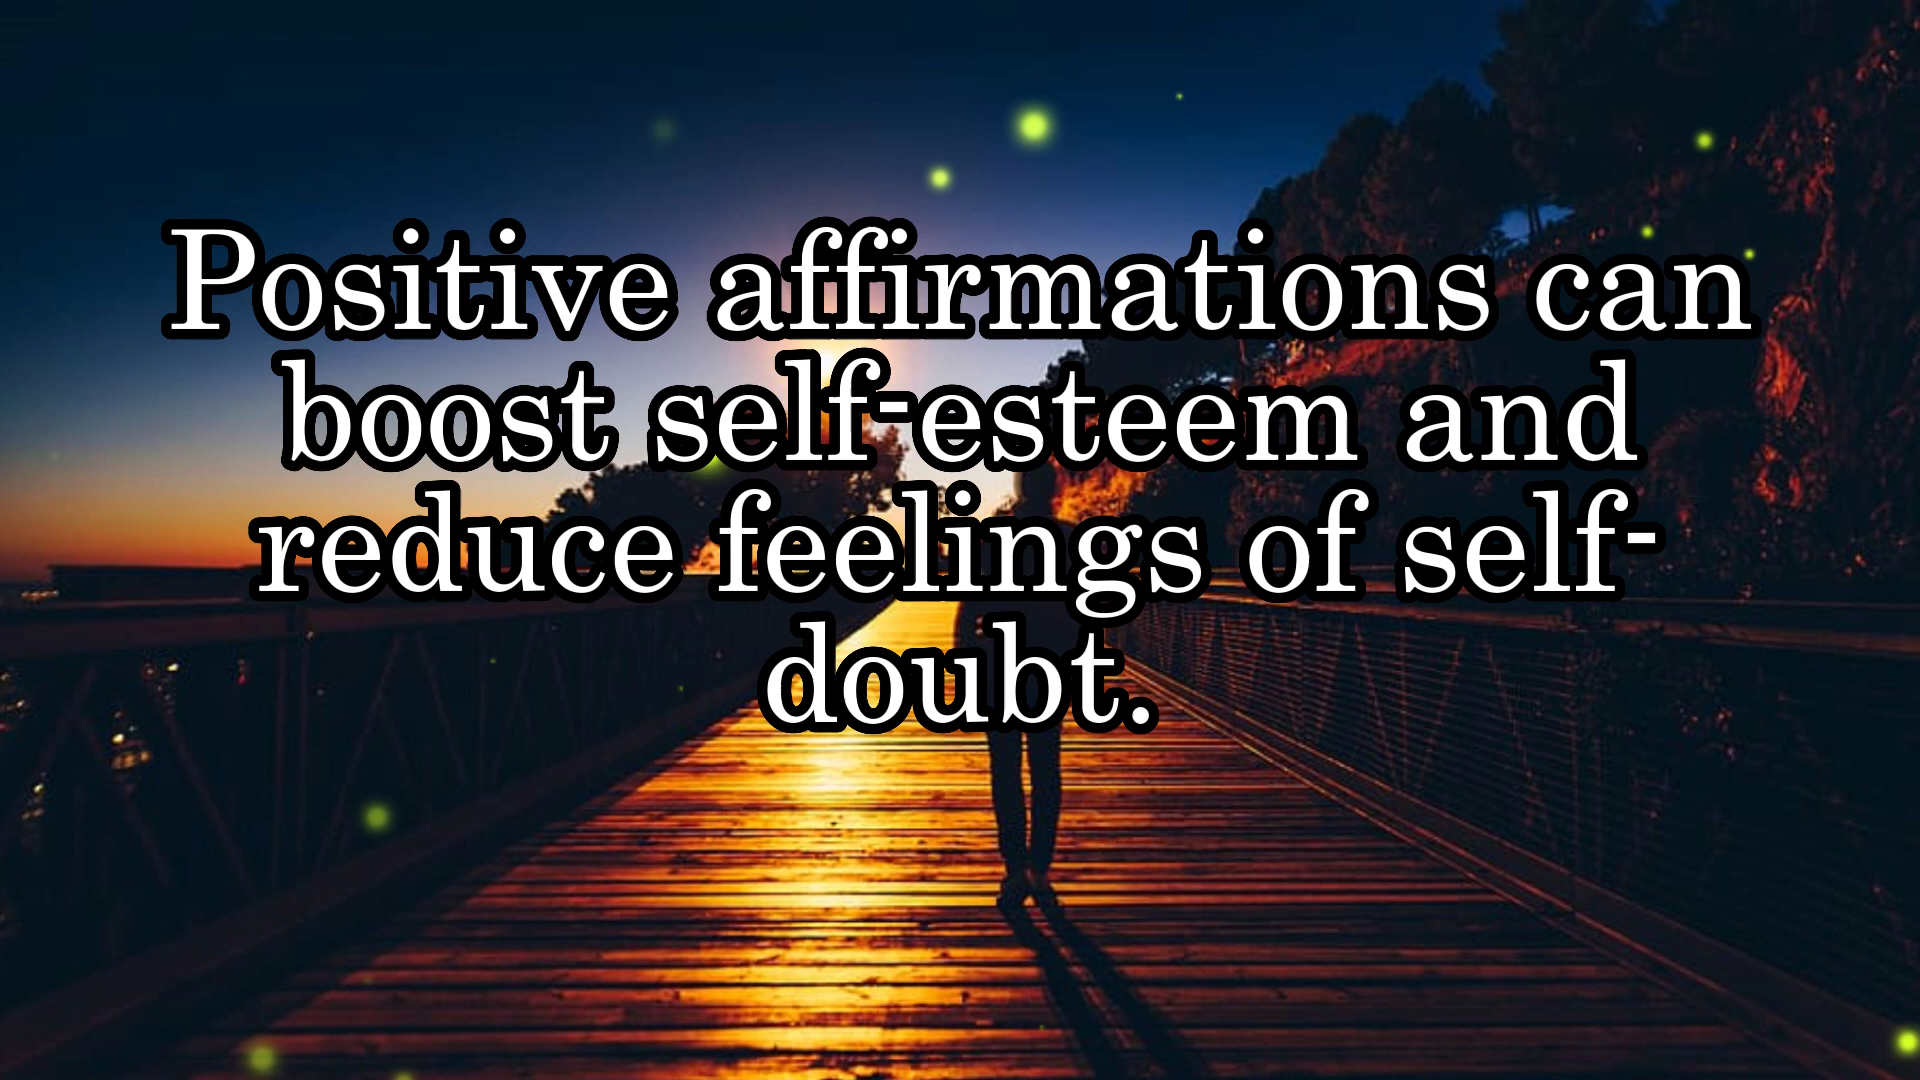 Positive affirmations can
boost self-esteem and
reduce feelings of self-
doubt.